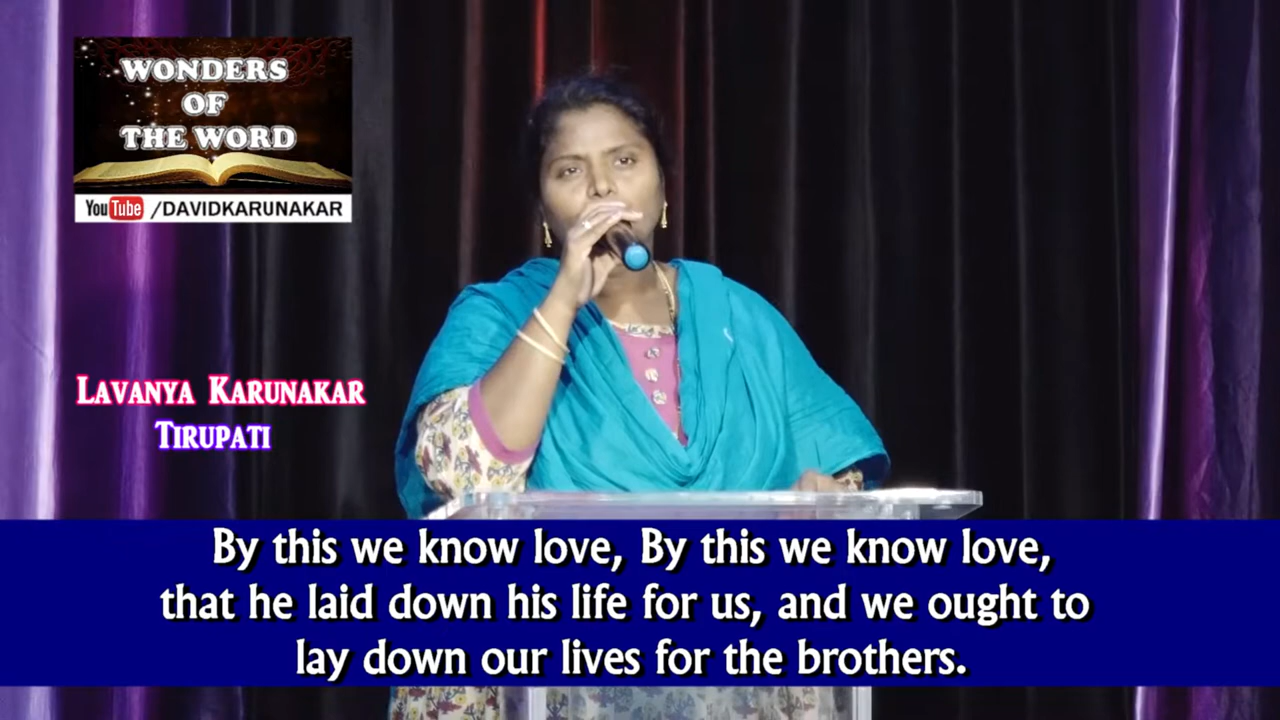 WONDERS
OF
THE WORD
YouTube /DAVIDKARUNAKAR
LAVANYA KARUNAKAR
TIRUPATI
By this we know love, By this we know love,
that he laid down his life for us, and we ought to
lay down our lives for the brothers.